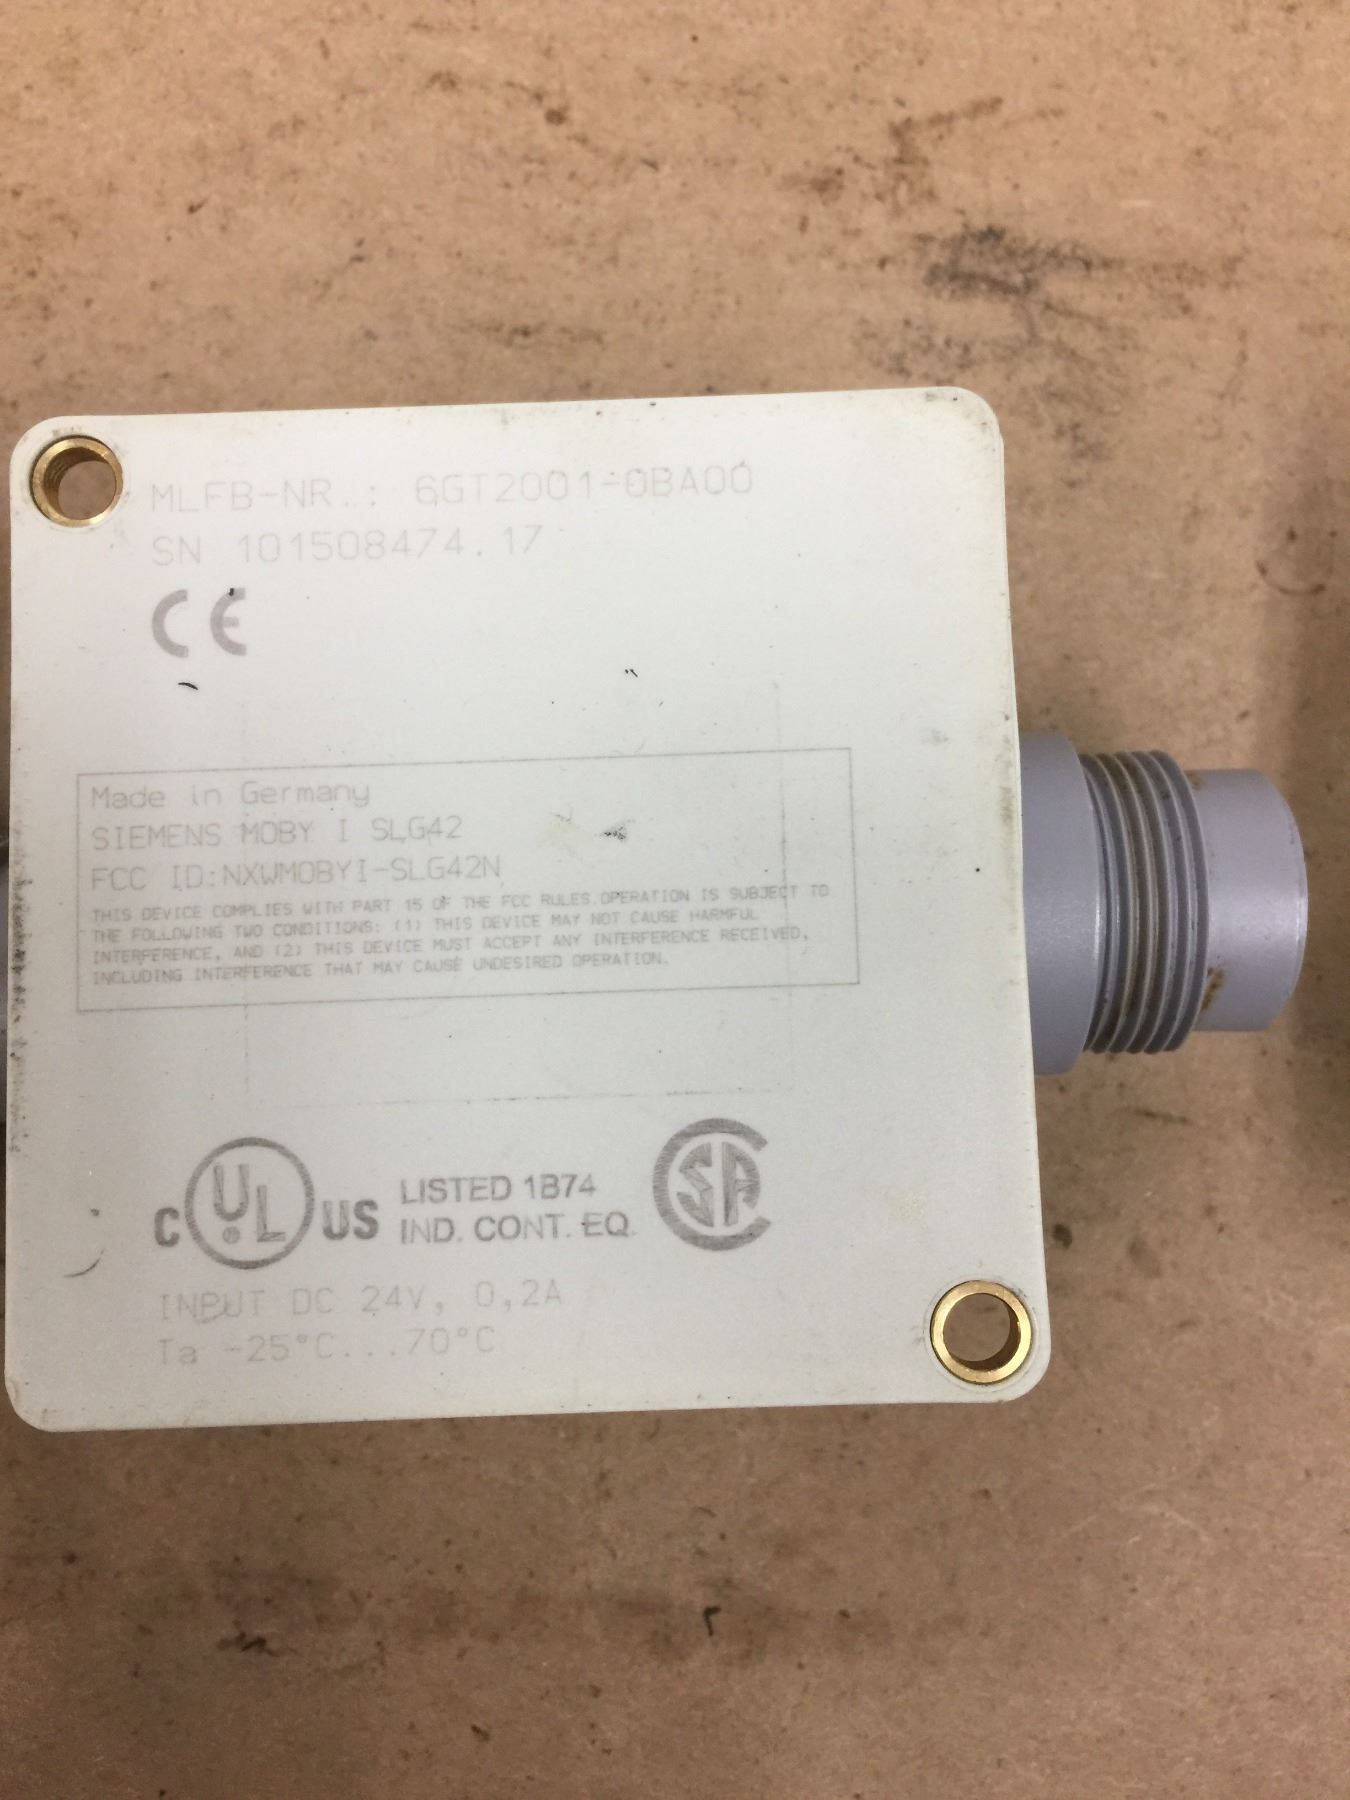 MLFB-NR.: 6GT2001-0BA00
SN 101508474.17
CE
Made in Germany
SIEMENS MOBY I SLG42
FCC ID:NXWMOBYI-SLG42N
THIS DEVICE COMPLIES WITH PART 15 OF THE FCC RULES.OPERATION IS SUBJECT TO
THE FOLLOWING TWO CONDITIONS: (1) THIS DEVICE MAY NOT CAUSE HARMFUL
INTERFERENCE, AND (2) THIS DEVICE MUST ACCEPT ANY INTERFERENCE RECEIVED,
INCLUDING INTERFERENCE THAT MAY CAUSE UNDESIRED OPERATION.
C UL ® US LISTED 1B74 SA
IND. CONT. EQ.
INPUT DC 24V, 0,2A
Ta -25°C...70°C